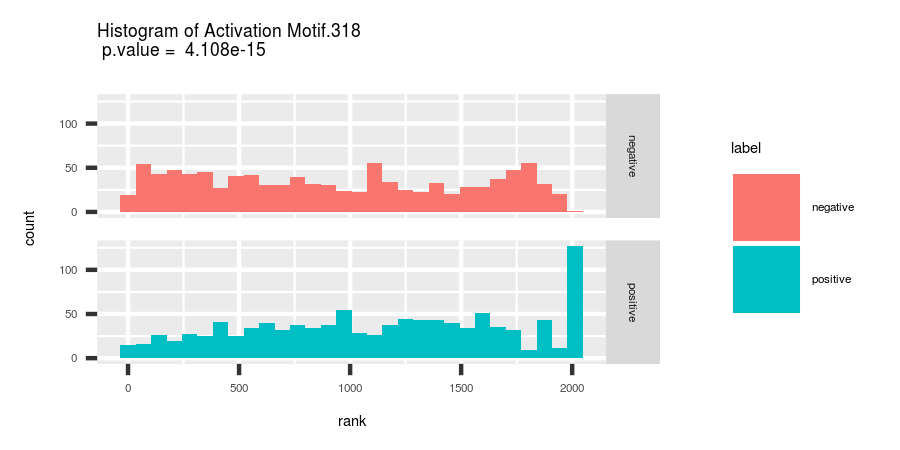 Histogram of Activation Motif.318
p.value = 4.108e-15
100
50
0
negative
100
50
0
positive
0 500 1000 1500 2000
rank
count
label
negative
positive